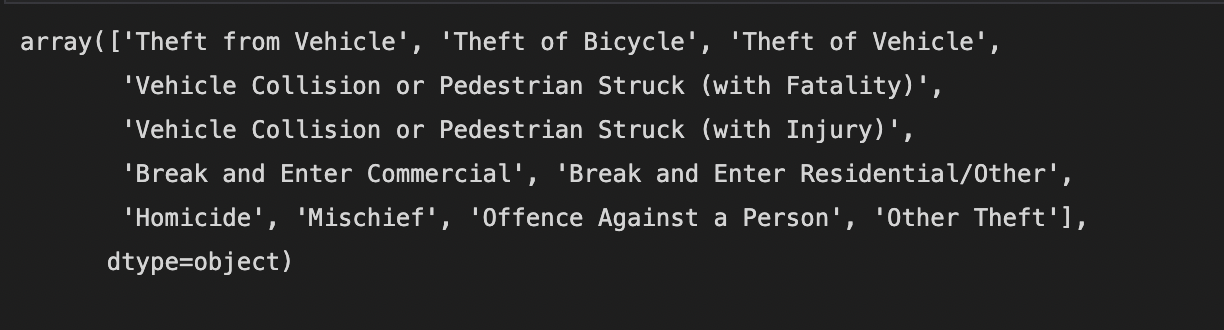 array(['Theft from Vehicle', 'Theft of Bicycle', 'Theft of Vehicle',
'Vehicle Collision or Pedestrian Struck (with Fatality)',
'Vehicle Collision or Pedestrian Struck (with Injury)',
'Break and Enter Commercial', 'Break and Enter Residential/Other',
'Homicide', 'Mischief', 'Offence Against a Person', 'Other Theft'],
dtype=object)